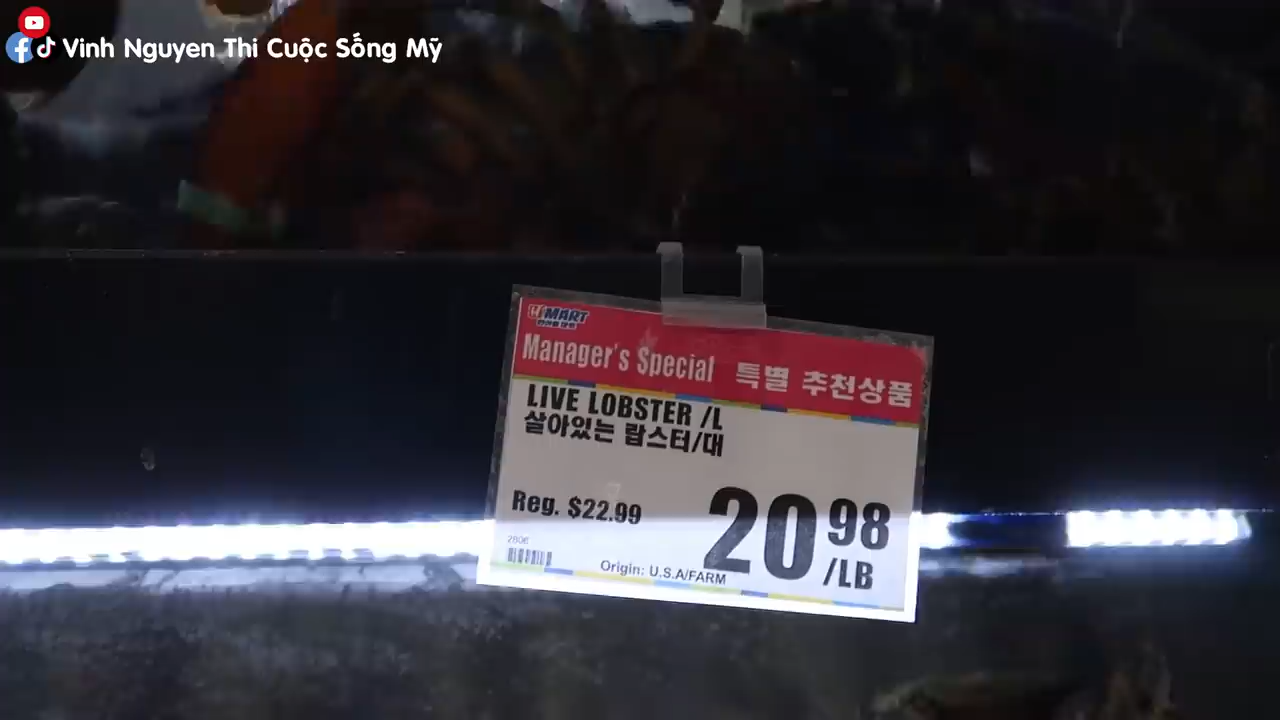 Vinh Nguyen Thi Cuộc Sống Mỹ
MART
Manager's Special 특별 추천상품
LIVE LOBSTER /L
살아있는 랍스터/대
Reg. $22.99
20 98
/LB
2806
Origin: U.S.A/FARM